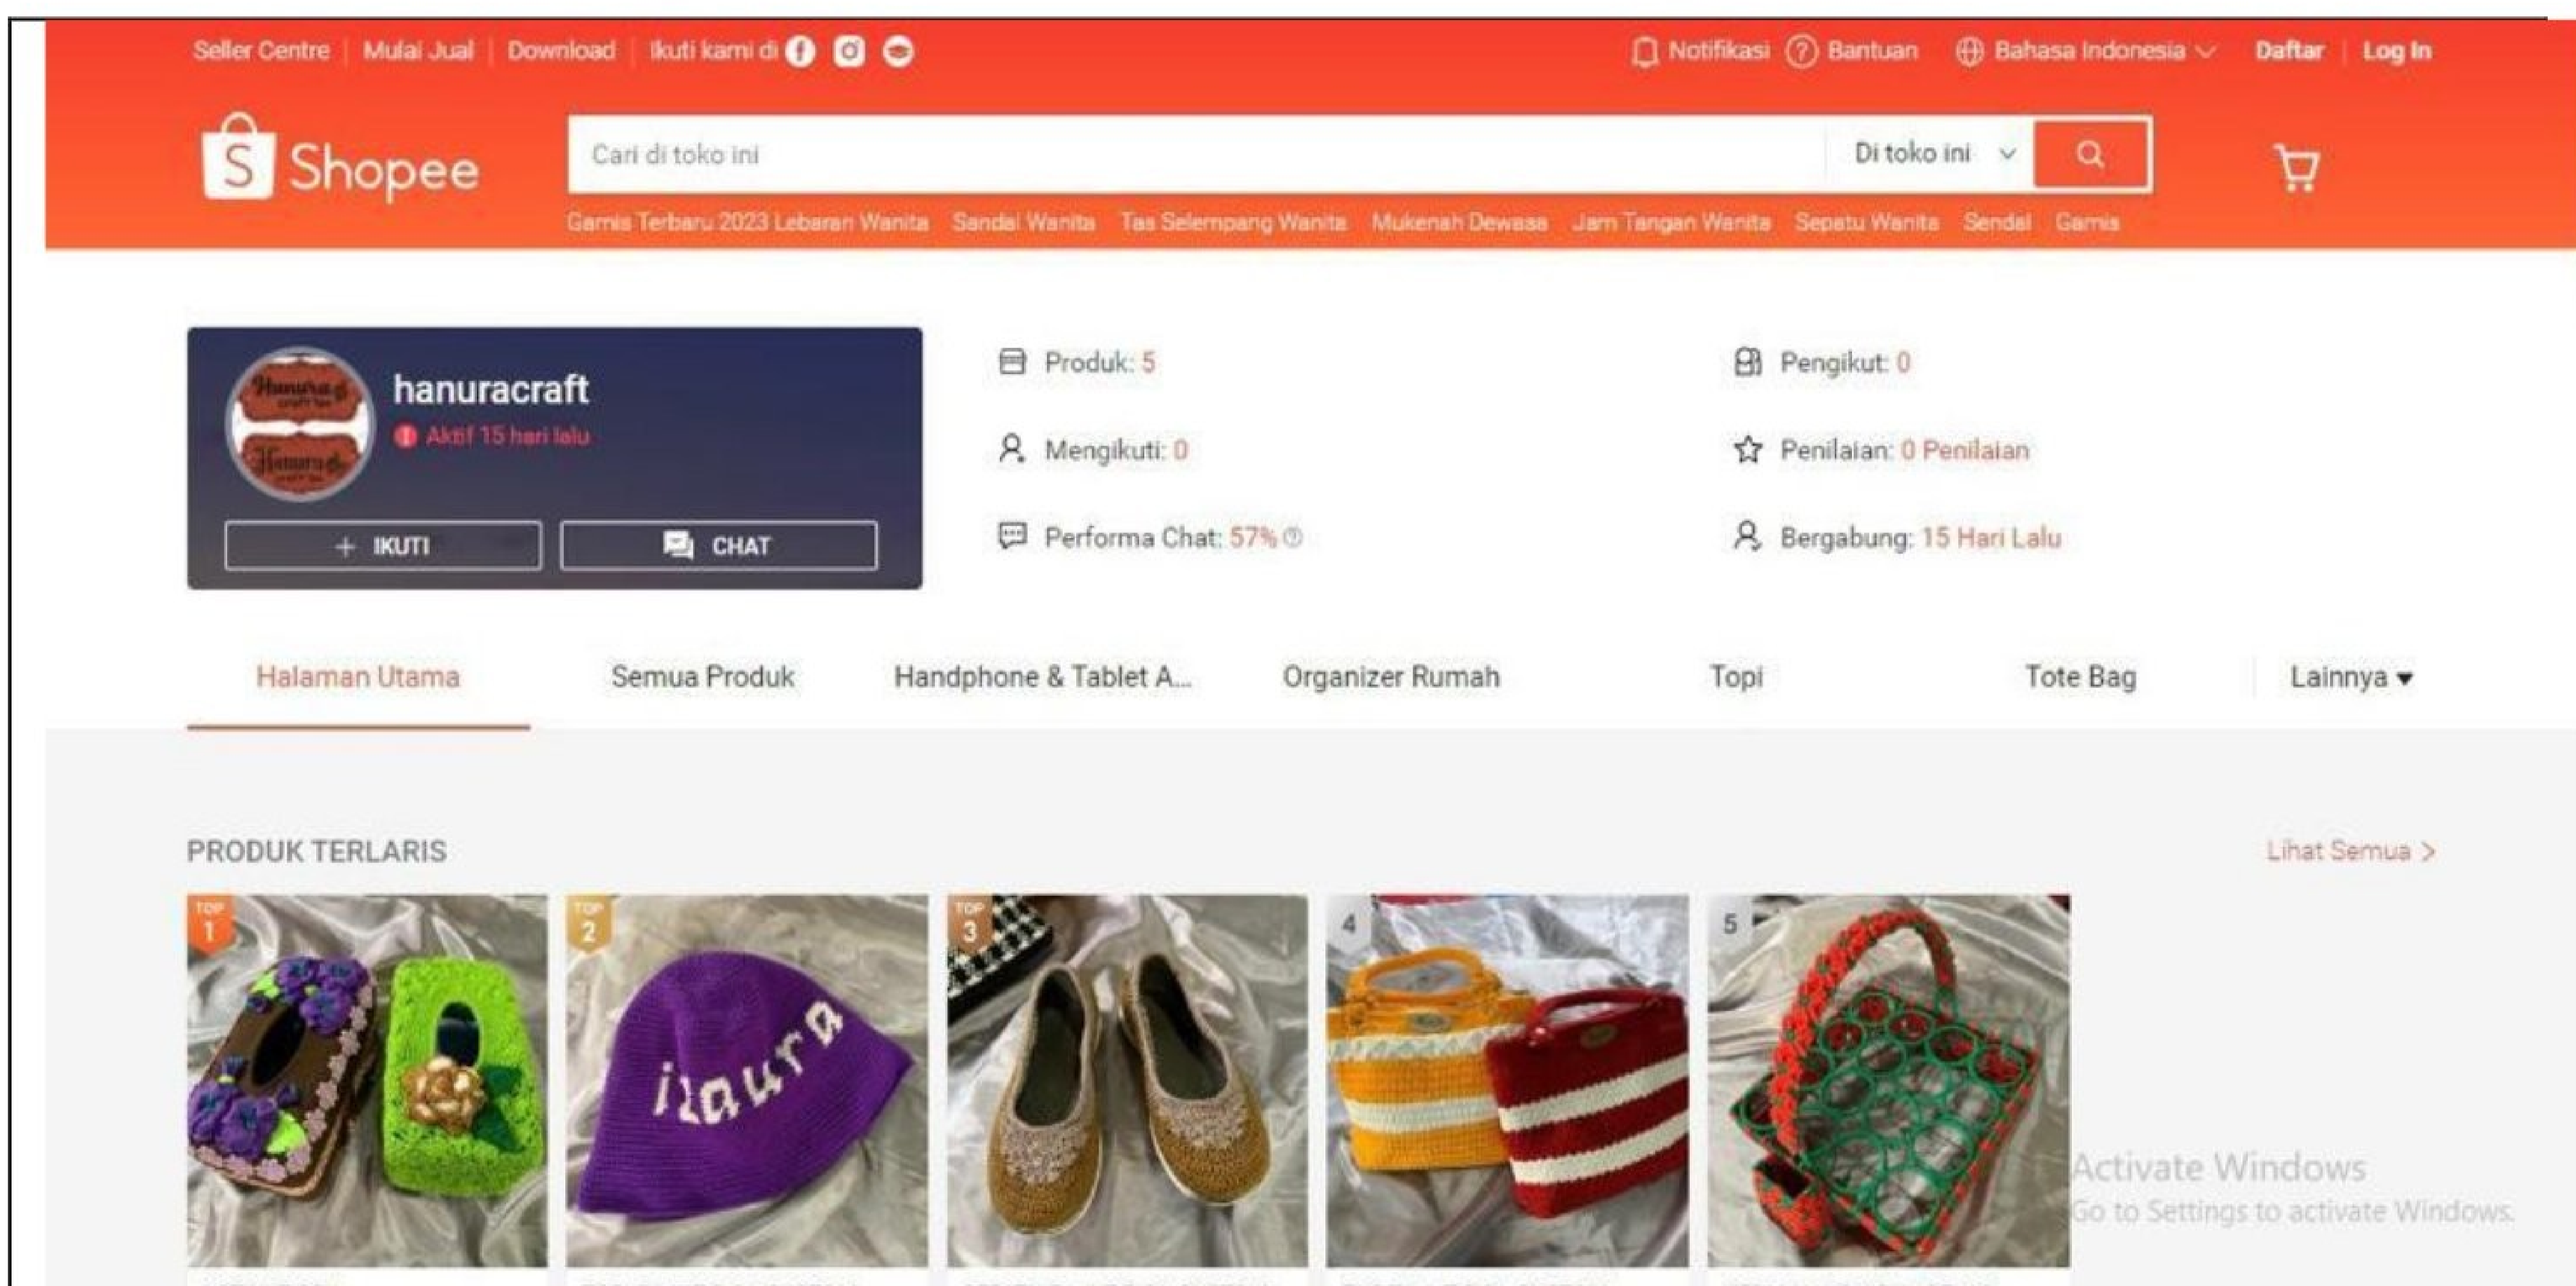 Seller Centre | Mulai Jual | Download | Ikuti kami di
Notifikasi Bantuan Bahasa Indonesia Daftar | Log In
Shopee
Cari di toko ini
Di toko ini
Gamis Terbaru 2023 Lebaran Wanita Sandal Wanita Tas Selempang Wanita Mukenah Dewasa Jam Tangan Wanita Sepatu Wanita Sendal Gamis
Hanura
Hanura
hanuracraft
Aktif 15 hari lalu
+ IKUTI
CHAT
Produk: 5
Pengikut: 0
Mengikuti: 0
Penilaian: 0 Penilaian
Performa Chat: 57%
Bergabung: 15 Hari Lalu
Halaman Utama Semua Produk Handphone & Tablet A... Organizer Rumah Topi Tote Bag Lainnya
PRODUK TERLARIS
Lihat Semua >
TOP 1
TOP 2
TOP 3
4
5
Activate Windows
Go to Settings to activate Windows.